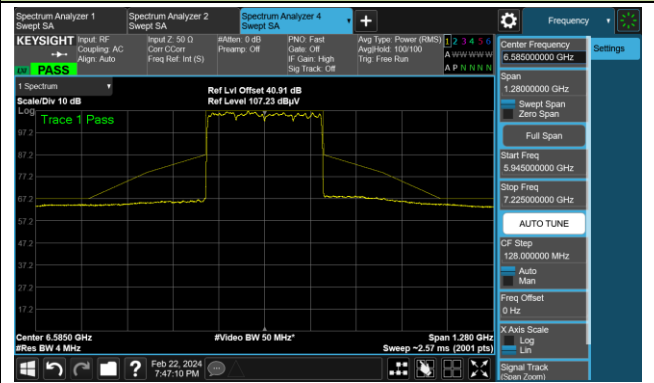 Spectrum Analyzer 1
Swept SA
Spectrum Analyzer 2
Swept SA
Spectrum Analyzer 4
Swept SA
Frequency
KEYSIGHT
Input: RF
Coupling: AC
Align: Auto
Input Z: 50 Ω
Corr CCorr
Freq Ref: Int (S)
#Atten: 0 dB
Preamp: Off
PNO: Fast
Gate: Off
IF Gain: High
Sig Track: Off
Avg Type: Power (RMS)
Avg|Hold: 100/100
Trig: Free Run
1 2 3 4 5 6
A W W W W W
A P N N N N
PASS
1 Spectrum
Scale/Div 10 dB
Ref Lvl Offset 40.91 dB
Ref Level 107.23 dBµV
Log
Trace 1 Pass
97.2
87.2
77.2
67.2
57.2
47.2
37.2
27.2
17.2
Center 6.5850 GHz
#Res BW 4 MHz
#Video BW 50 MHz*
Span 1.280 GHz
Sweep ~2.57 ms (2001 pts)
Feb 22, 2024
7:47:10 PM
Center Frequency
6.585000000 GHz
Settings
Span
1.28000000 GHz
Swept Span
Zero Span
Full Span
Start Freq
5.945000000 GHz
Stop Freq
7.225000000 GHz
AUTO TUNE
CF Step
128.000000 MHz
Auto
Man
Freq Offset
0 Hz
X Axis Scale
Log
Lin
Signal Track
(Span Zoom)